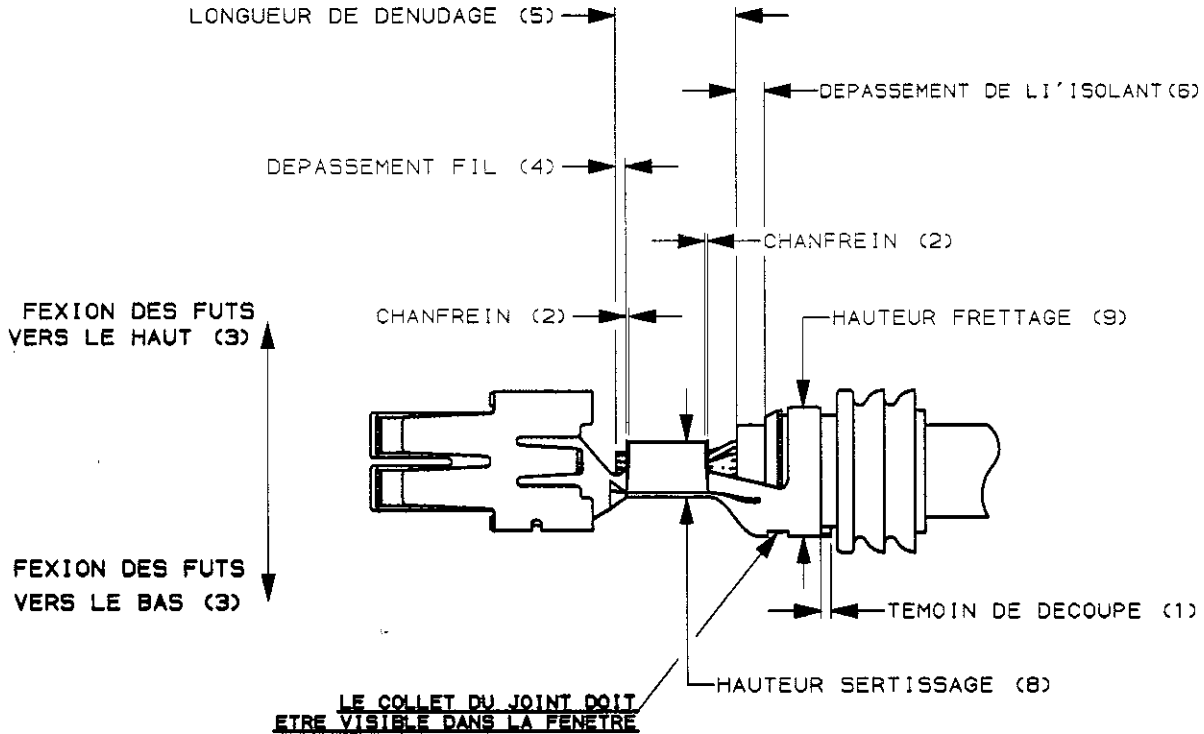 LONGUEUR DE DENUDAGE (5)
DEPASSEMENT DE LI'ISOLANT(6)
DEPASSEMENT FIL (4)
CHANFREIN (2)
CHANFREIN (2)
HAUTEUR FRETTAGE (9)
FEXION DES FUTS
VERS LE HAUT (3)
FEXION DES FUTS
VERS LE BAS (3)
TEMOIN DE DECOUPE (1)
HAUTEUR SERTISSAGE (8)
LE COLLET DU JOINT DOIT
ETRE VISIBLE DANS LA FENETRE